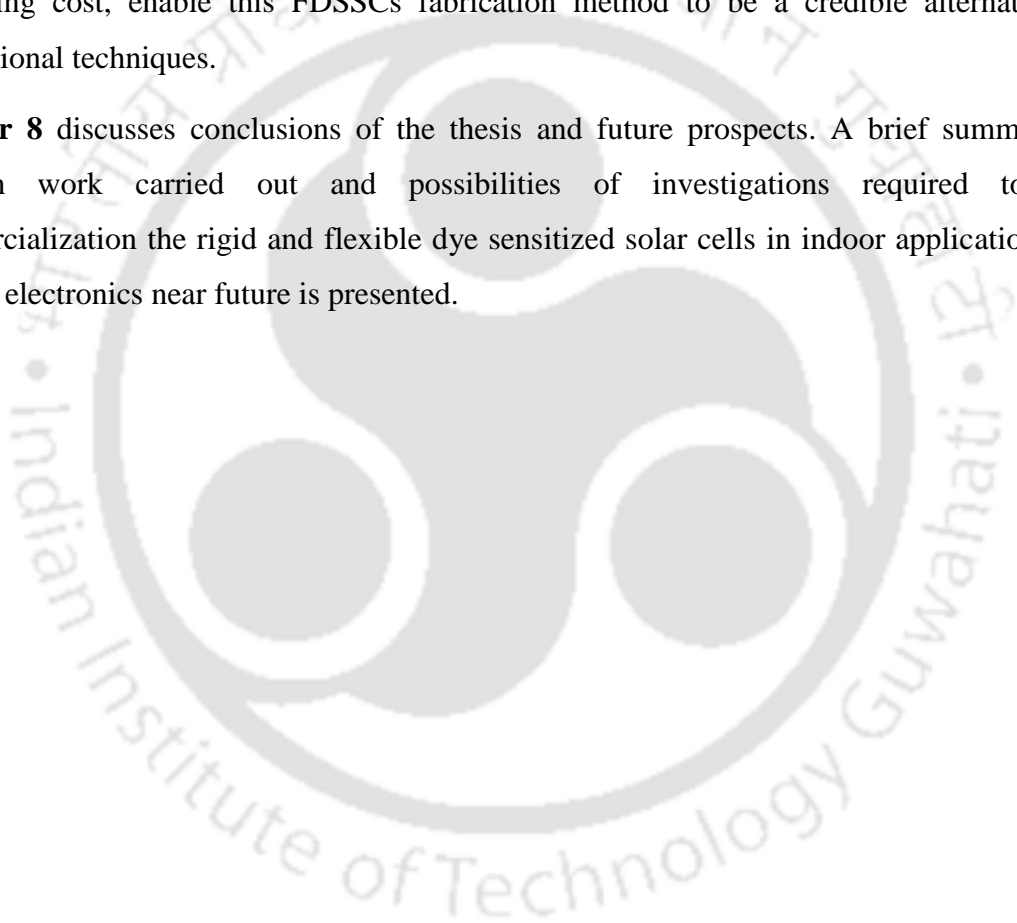 ing cost, enable this FDSSCs fabrication method to be a credible alternat
ional techniques.
r 8 discusses conclusions of the thesis and future prospects. A brief summ
work carried out and possibilities of investigations required to
rcialization the rigid and flexible dye sensitized solar cells in indoor applicatio
electronics near future is presented.
Indian Institute of Technology Guwahati